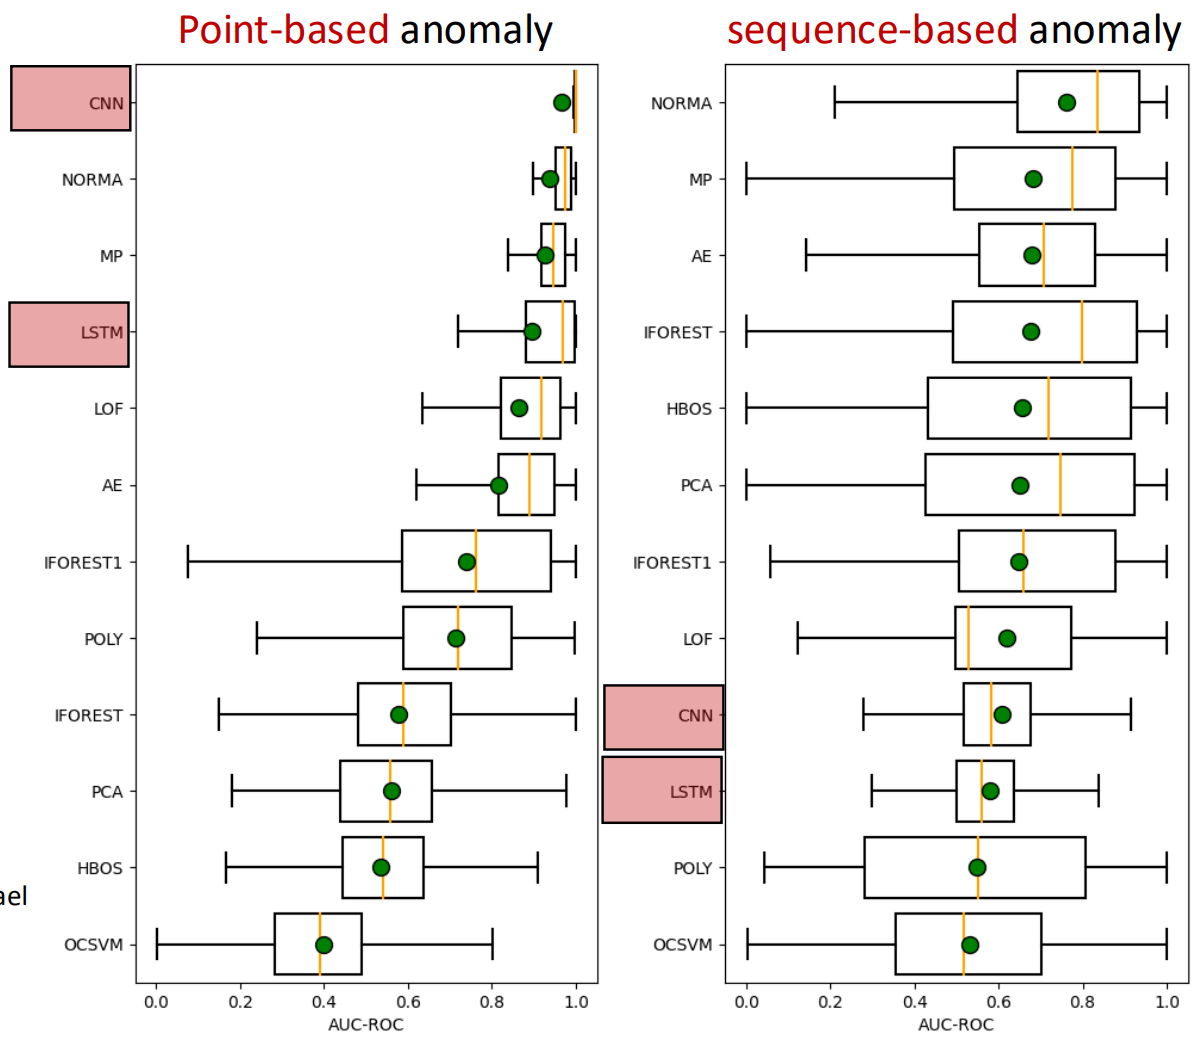 Point-based anomaly
CNN
NORMA
MP
LSTM
LOF
AE
IFOREST1
POLY
IFOREST
PCA
HBOS
OCSVM
0.0 0.2 0.4 0.6 0.8 1.0
AUC-ROC
ael
sequence-based anomaly
NORMA
MP
AE
IFOREST
HBOS
PCA
IFOREST1
LOF
CNN
LSTM
POLY
OCSVM
0.0 0.2 0.4 0.6 0.8 1.0
AUC-ROC